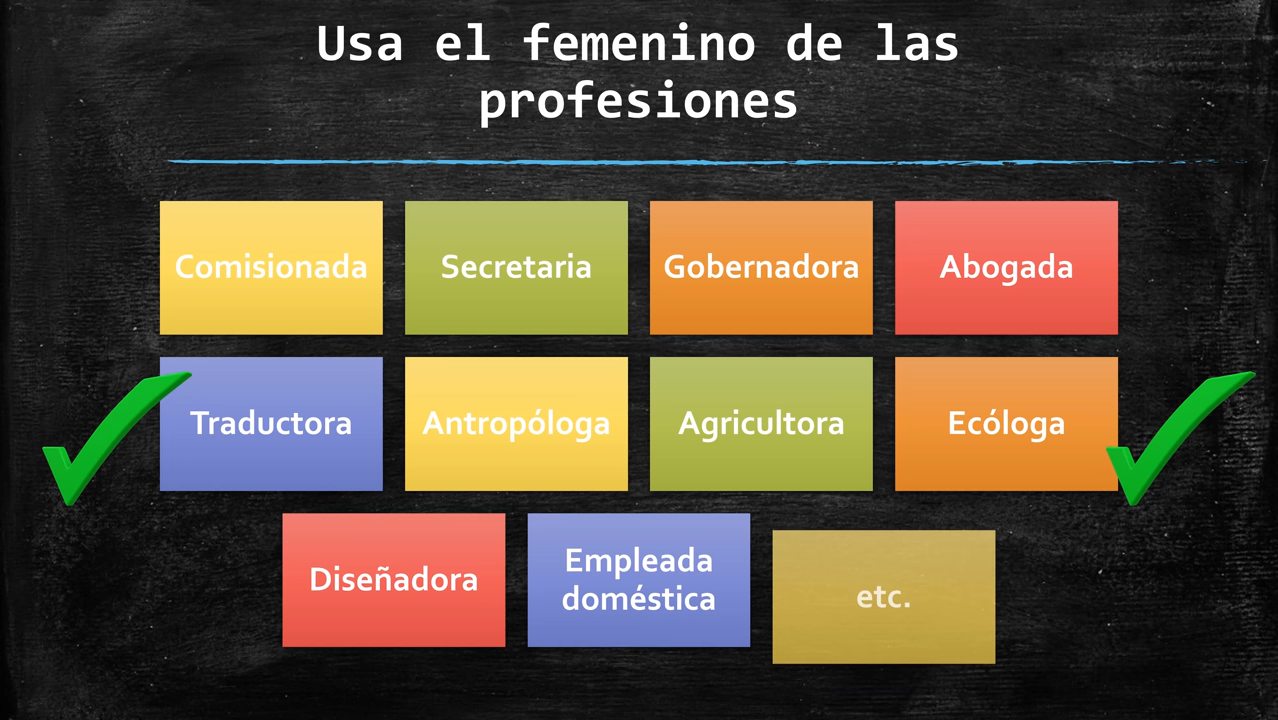 Usa el femenino de las
profesiones
Comisionada
Secretaria
Gobernadora
Abogada
Traductora
Antropóloga
Agricultora
Ecóloga
Diseñadora
Empleada
doméstica
etc.